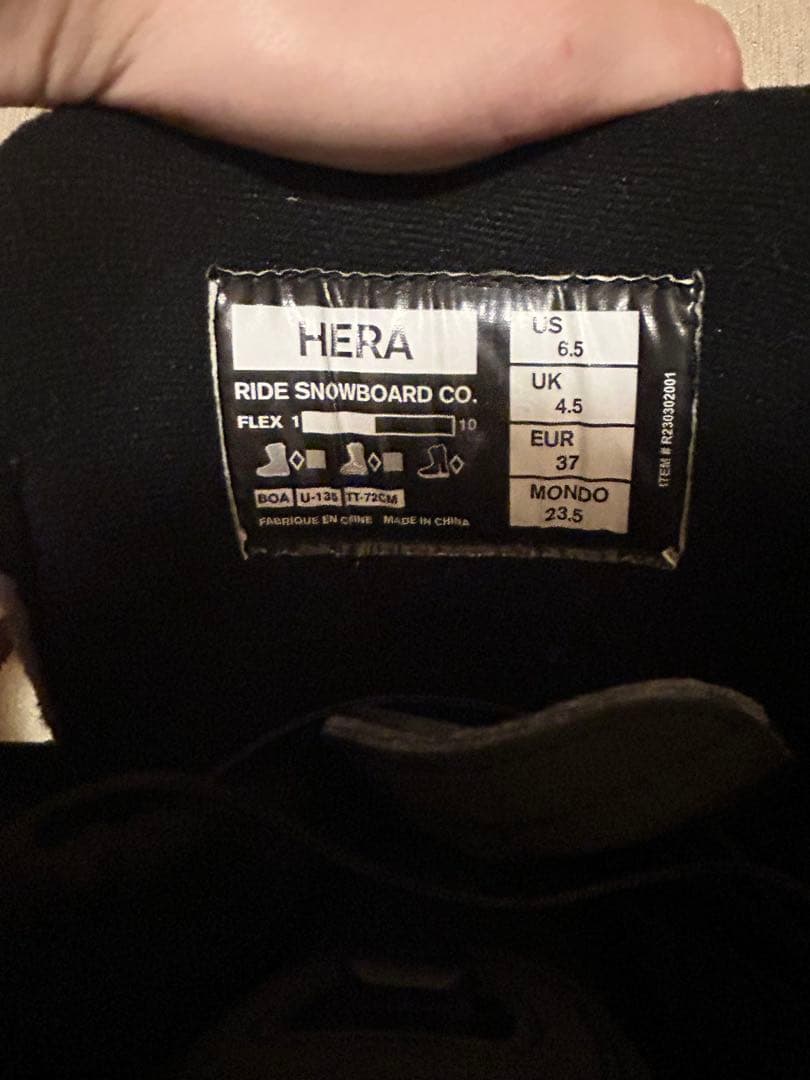 HERA
RIDE SNOWBOARD CO.
FLEX 1 10
BOA U-135 TT-72CM
FABRIQUE EN CHINE MADE IN CHINA
US
6.5
UK
4.5
EUR
37
MONDO
23.5
ITEM # R230302001